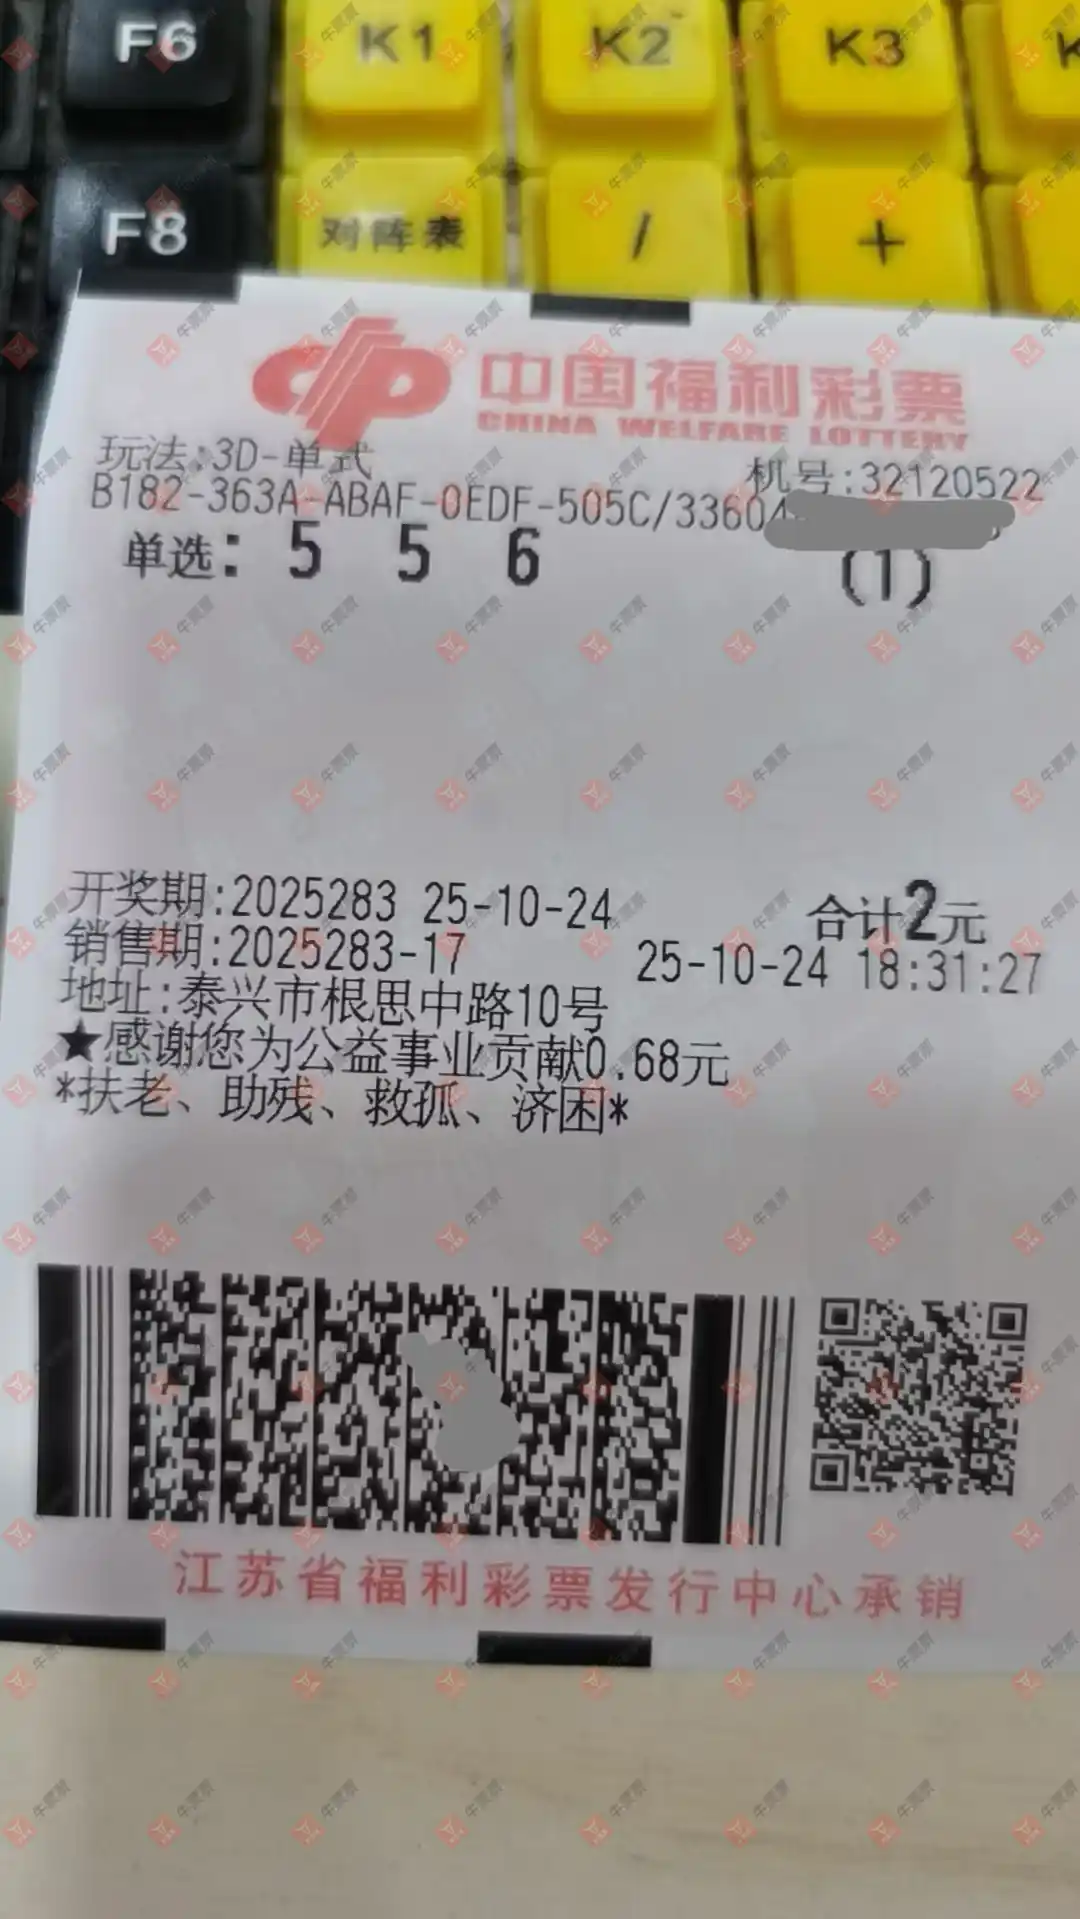 F6 K1 K2 K3
F8 对阵表 / +
中国福利彩票
CHINA WELFARE LOTTERY
玩法:3D-单式
机号:32120522
B182-363A-ABAF-0EDF-505C/33604
单选: 5 5 6 (1)
开奖期:2025283 25-10-24 合计2元
销售期:2025283-17 25-10-24 18:31:27
地址:泰兴市根思中路10号
★感谢您为公益事业贡献0.68元
*扶老、助残、救孤、济困*
江苏省福利彩票发行中心承销
牛票票